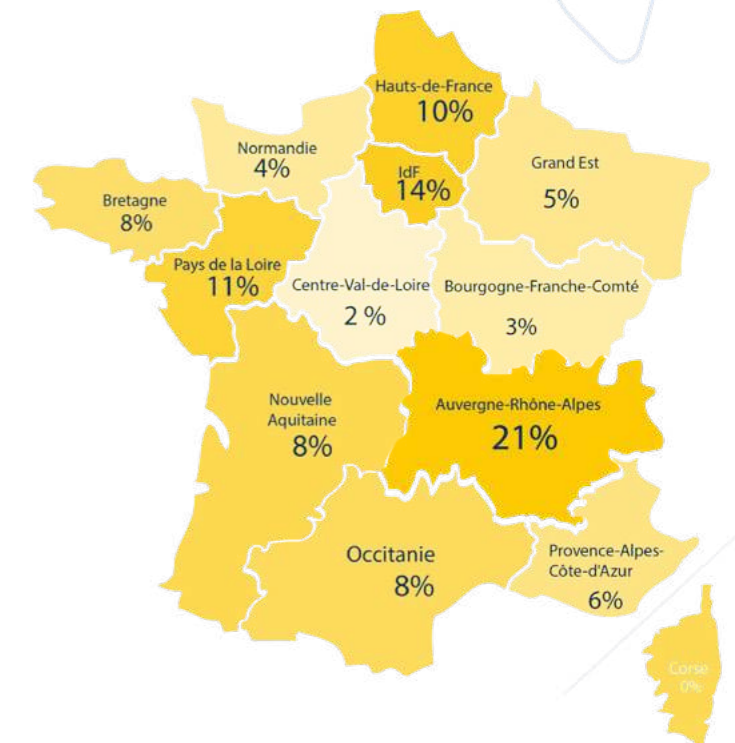 Hauts-de-France
10%
Normandie
4%
IdF
14%
Grand Est
5%
Bretagne
8%
Pays de la Loire
11%
Centre-Val-de-Loire
2 %
Bourgogne-Franche-Comté
3%
Nouvelle
Aquitaine
8%
Auvergne-Rhône-Alpes
21%
Occitanie
8%
Provence-Alpes-
Côte-d'Azur
6%
Corse
0%